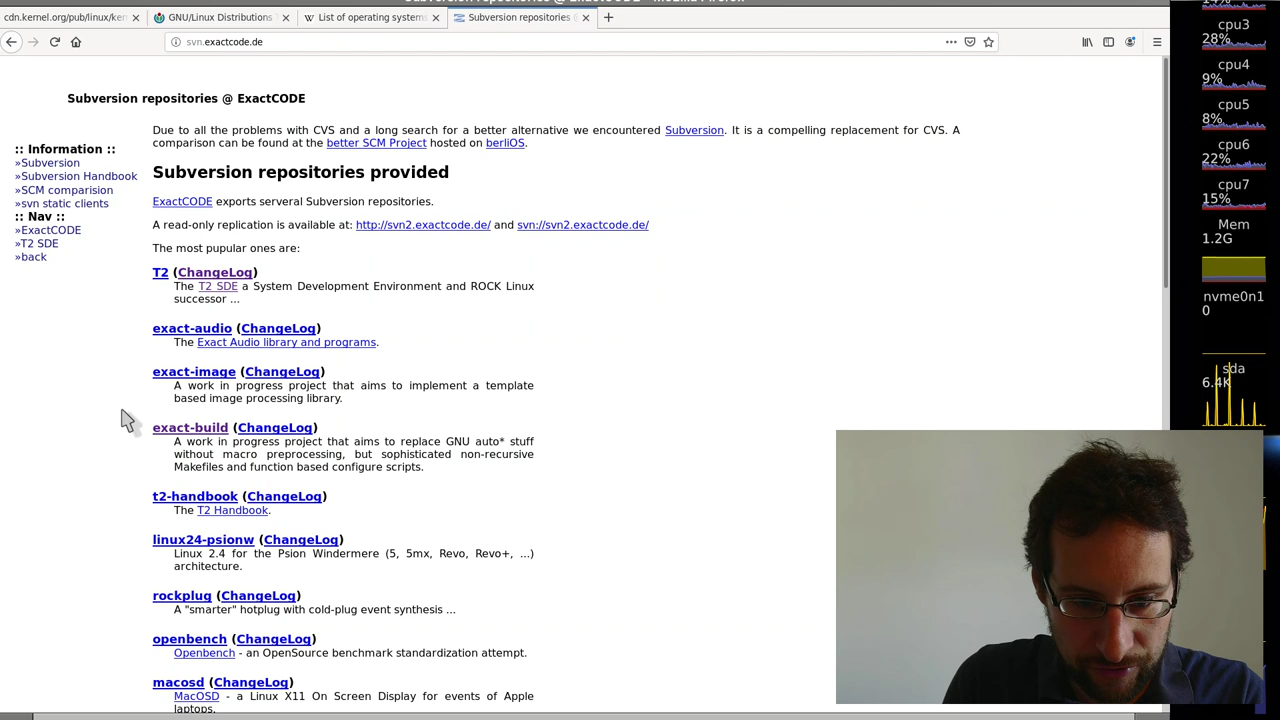 cdn.kernel.org/pub/linux/ker
GNU/Linux Distributions
List of operating systems
Subversion repositories @
svn.exactcode.de
Subversion repositories @ ExactCODE
:: Information ::
»Subversion
»Subversion Handbook
»SCM comparision
»svn static clients
:: Nav ::
»ExactCODE
»T2 SDE
»back
Due to all the problems with CVS and a long search for a better alternative we encountered Subversion. It is a compelling replacement for CVS. A
comparison can be found at the better SCM Project hosted on berliOS.
Subversion repositories provided
ExactCODE exports serveral Subversion repositories.
A read-only replication is available at: http://svn2.exactcode.de/ and svn://svn2.exactcode.de/
The most pupular ones are:
T2 (ChangeLog)
The T2 SDE a System Development Environment and ROCK Linux
successor ...
exact-audio (ChangeLog)
The Exact Audio library and programs.
exact-image (ChangeLog)
A work in progress project that aims to implement a template
based image processing library.
exact-build (ChangeLog)
A work in progress project that aims to replace GNU auto* stuff
without macro preprocessing, but sophisticated non-recursive
Makefiles and function based configure scripts.
t2-handbook (ChangeLog)
The T2 Handbook.
linux24-psionw (ChangeLog)
Linux 2.4 for the Psion Windermere (5, 5mx, Revo, Revo+, ...)
architecture.
rockplug (ChangeLog)
A "smarter" hotplug with cold-plug event synthesis ...
openbench (ChangeLog)
Openbench - an OpenSource benchmark standardization attempt.
macosd (ChangeLog)
MacOSD - a Linux X11 On Screen Display for events of Apple
laptops.
cpu3
28%
cpu4
9%
cpu5
8%
cpu6
22%
cpu7
15%
Mem
1.2G
nvme0n1
0
sda
6.4K